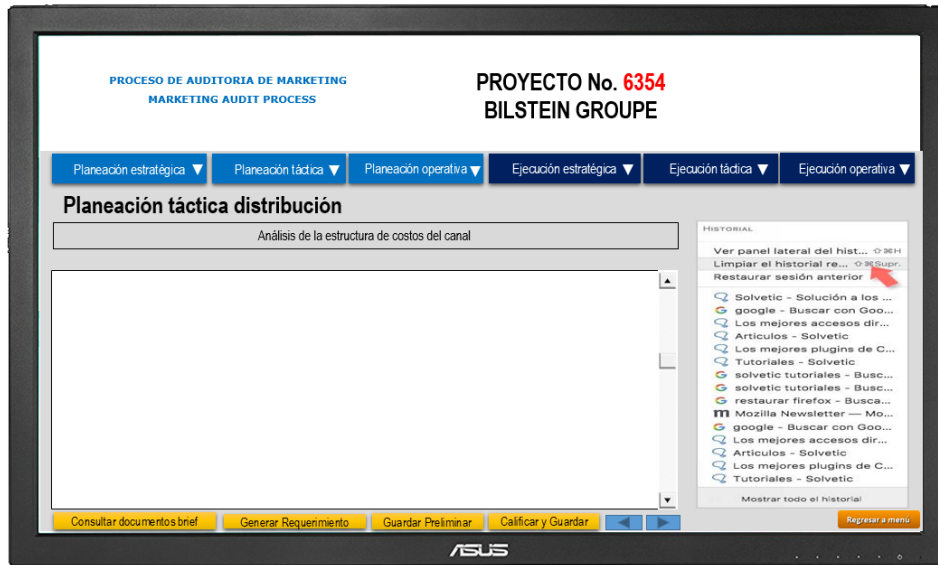 PROCESO DE AUDITORIA DE MARKETING
MARKETING AUDIT PROCESS
PROYECTO No. 6354
BILSTEIN GROUPE
Planeación estratégica ▼
Planeación táctica ▼
Planeación operativa ▼
Ejecución estratégica ▼
Ejecución táctica ▼
Ejecución operativa ▼
Planeación táctica distribución
Análisis de la estructura de costos del canal
HISTORIAL
Ver panel lateral del hist... ⇧⌘H
Limpiar el historial re... ⇧⌘Supr.
Restaurar sesión anterior
Solvetic - Solución a los ...
google - Buscar con Goo...
Los mejores accesos dir...
Articulos - Solvetic
Los mejores plugins de C...
Tutoriales - Solvetic
solvetic tutoriales - Busc...
solvetic tutoriales - Busc...
restaurar firefox - Busca...
m Mozilla Newsletter — Mo...
google - Buscar con Goo...
Los mejores accesos dir...
Articulos - Solvetic
Los mejores plugins de C...
Tutoriales - Solvetic
Mostrar todo el historial
Consultar documentos brief
Generar Requerimiento
Guardar Preliminar
Calificar y Guardar
Regresar a menú
ASUS